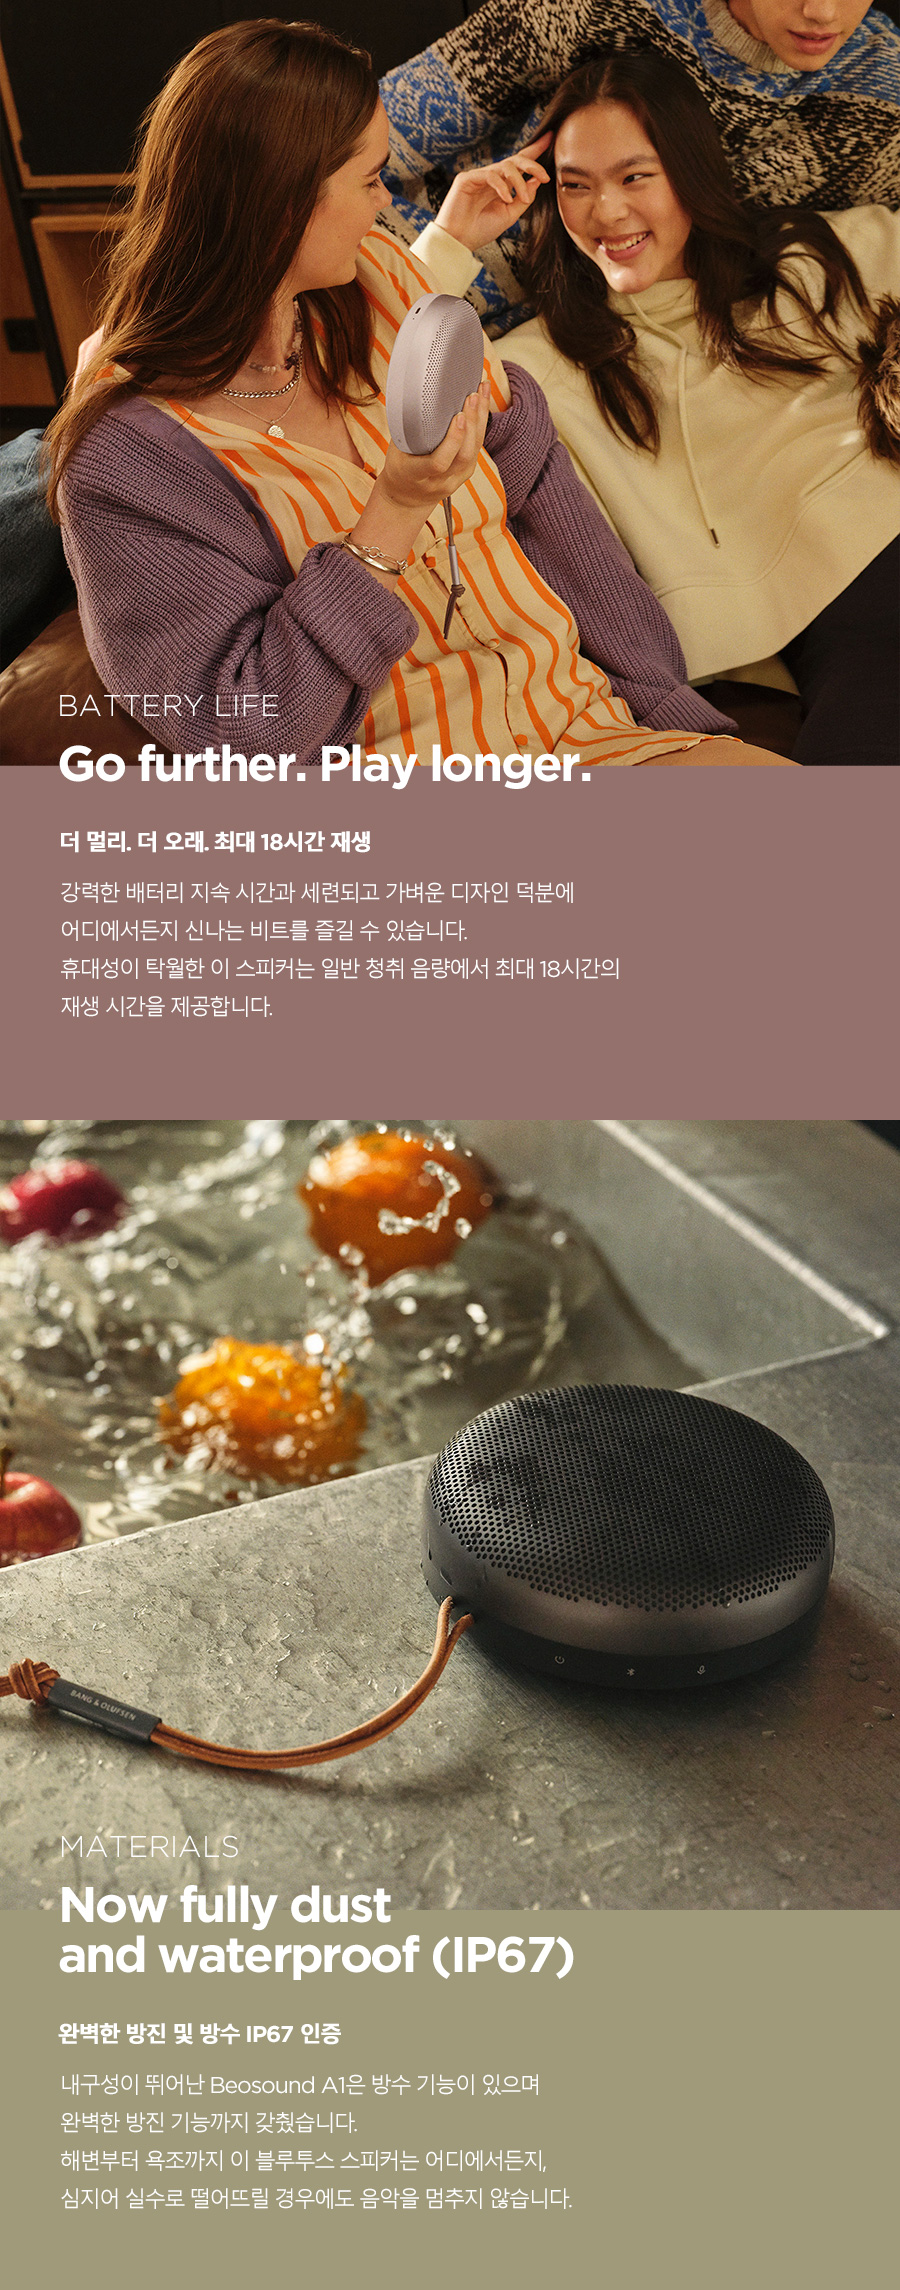 BATTERY LIFE
Go further. Play longer.
더 멀리. 더 오래. 최대 18시간 재생
강력한 배터리 지속 시간과 세련되고 가벼운 디자인 덕분에
어디에서든지 신나는 비트를 즐길 수 있습니다.
휴대성이 탁월한 이 스피커는 일반 청취 음량에서 최대 18시간의
재생 시간을 제공합니다.
BANG & OLUFSEN
MATERIALS
Now fully dust
and waterproof (IP67)
완벽한 방진 및 방수 IP67 인증
내구성이 뛰어난 Beosound A1은 방수 기능이 있으며
완벽한 방진 기능까지 갖췄습니다.
해변부터 욕조까지 이 블루투스 스피커는 어디에서든지,
심지어 실수로 떨어뜨릴 경우에도 음악을 멈추지 않습니다.